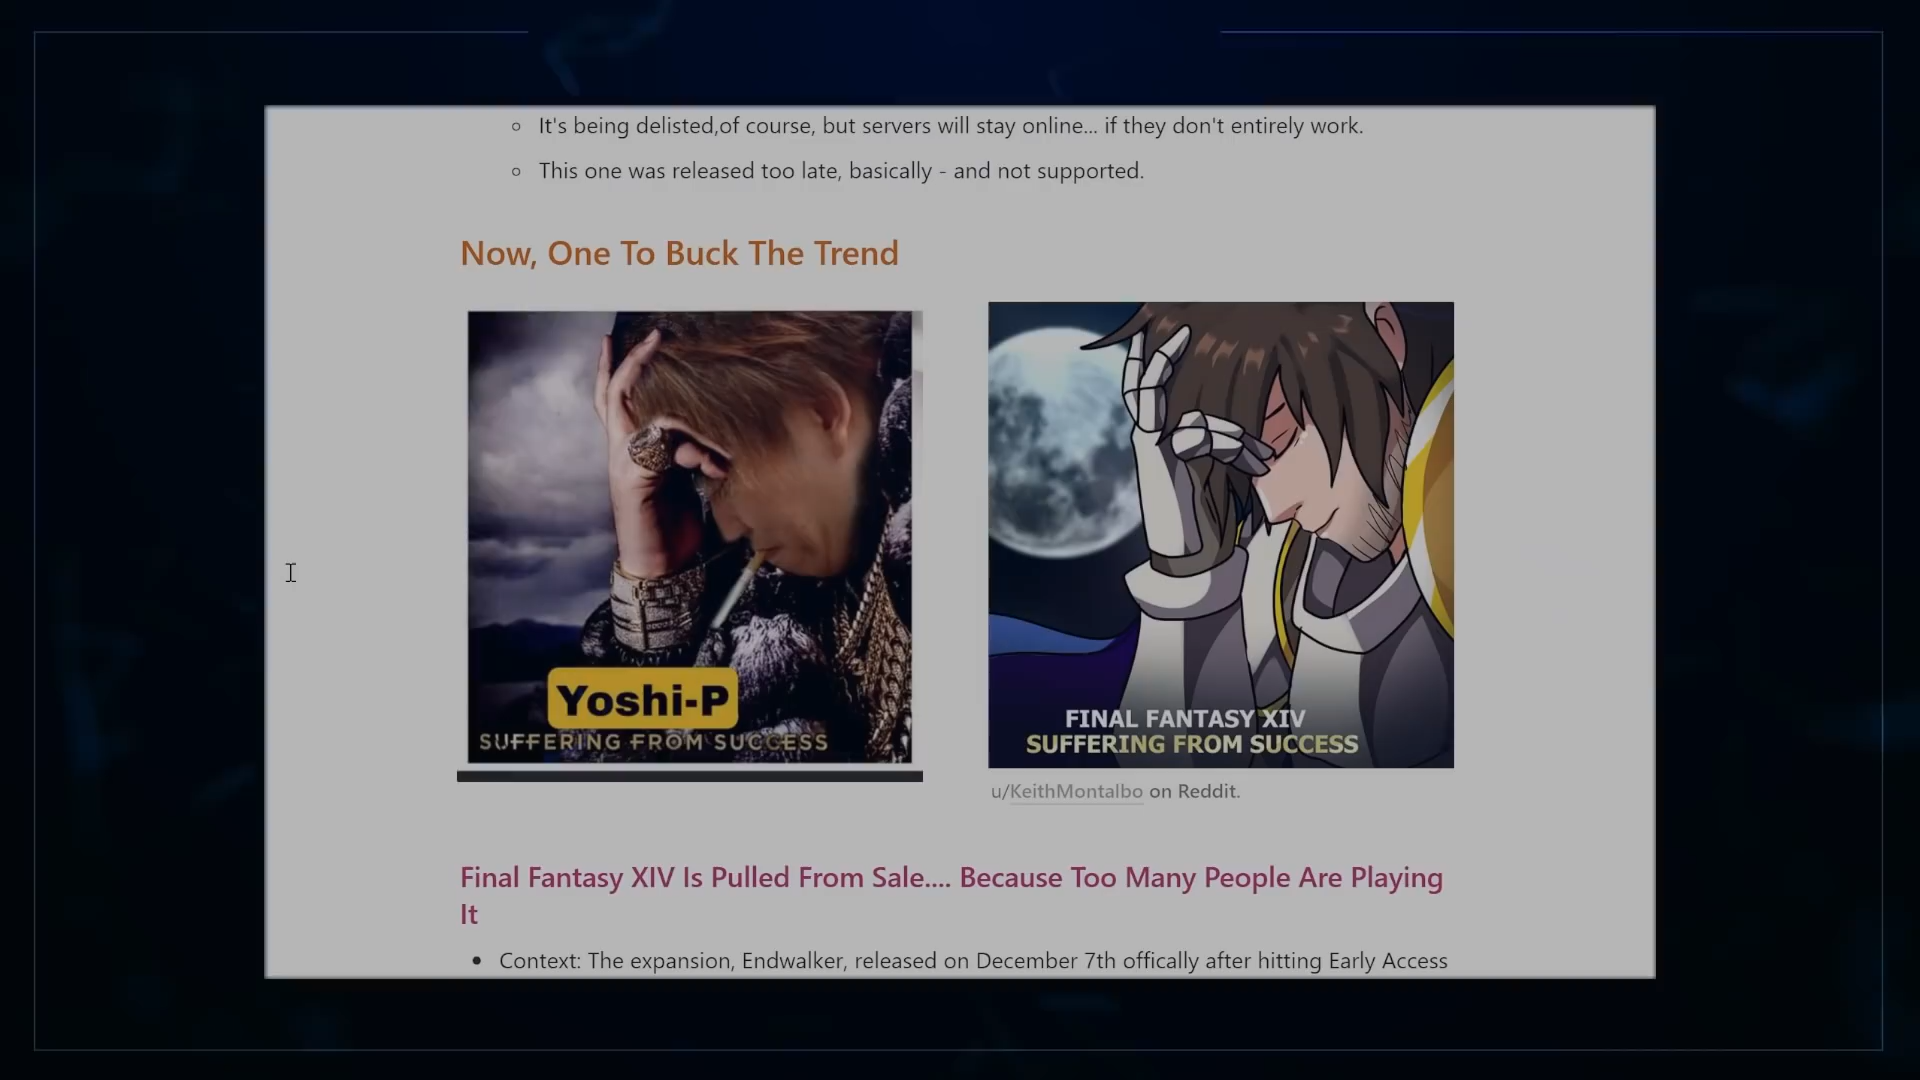 It's being delisted,of course, but servers will stay online... if they don't entirely work.
This one was released too late, basically - and not supported.
Now, One To Buck The Trend
Yoshi-P
SUFFERING FROM SUCCESS
FINAL FANTASY XIV
SUFFERING FROM SUCCESS
u/KeithMontalbo on Reddit.
Final Fantasy XIV Is Pulled From Sale.... Because Too Many People Are Playing
It
Context: The expansion, Endwalker, released on December 7th offically after hitting Early Access